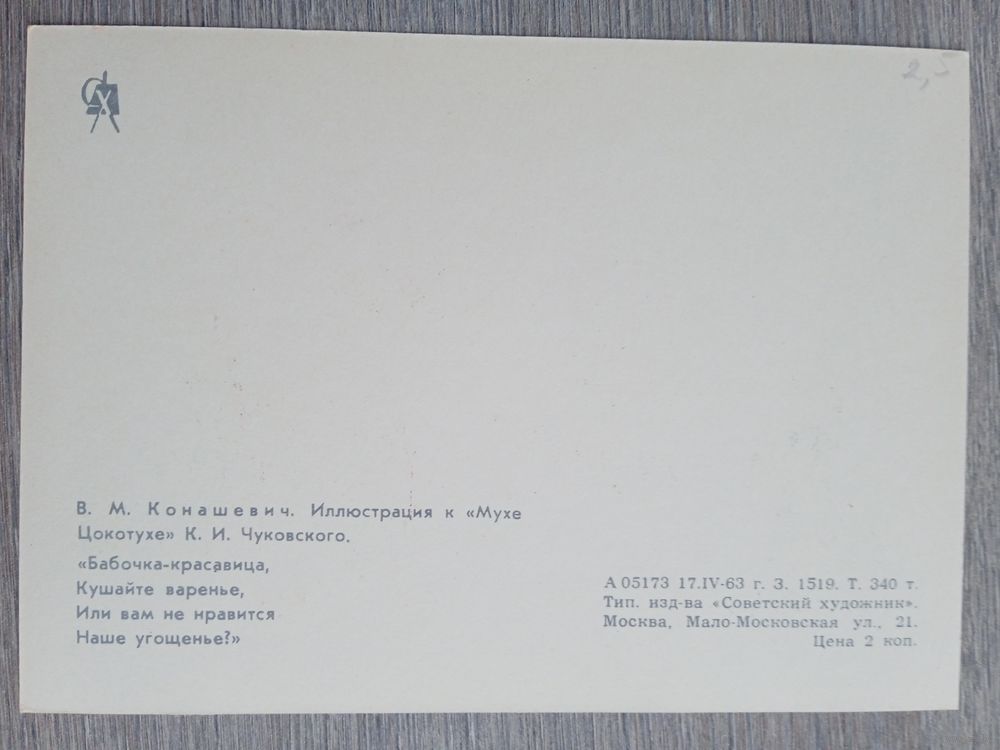 СХ
2,5
В. М. Конашевич. Иллюстрация к «Мухе
Цокотухе» К. И. Чуковского.
«Бабочка-красавица,
Кушайте варенье,
Или вам не нравится
Наше угощенье?»
А 05173 17.IV-63 г. З. 1519. Т. 340 т.
Тип. изд-ва «Советский художник».
Москва, Мало-Московская ул., 21.
Цена 2 коп.